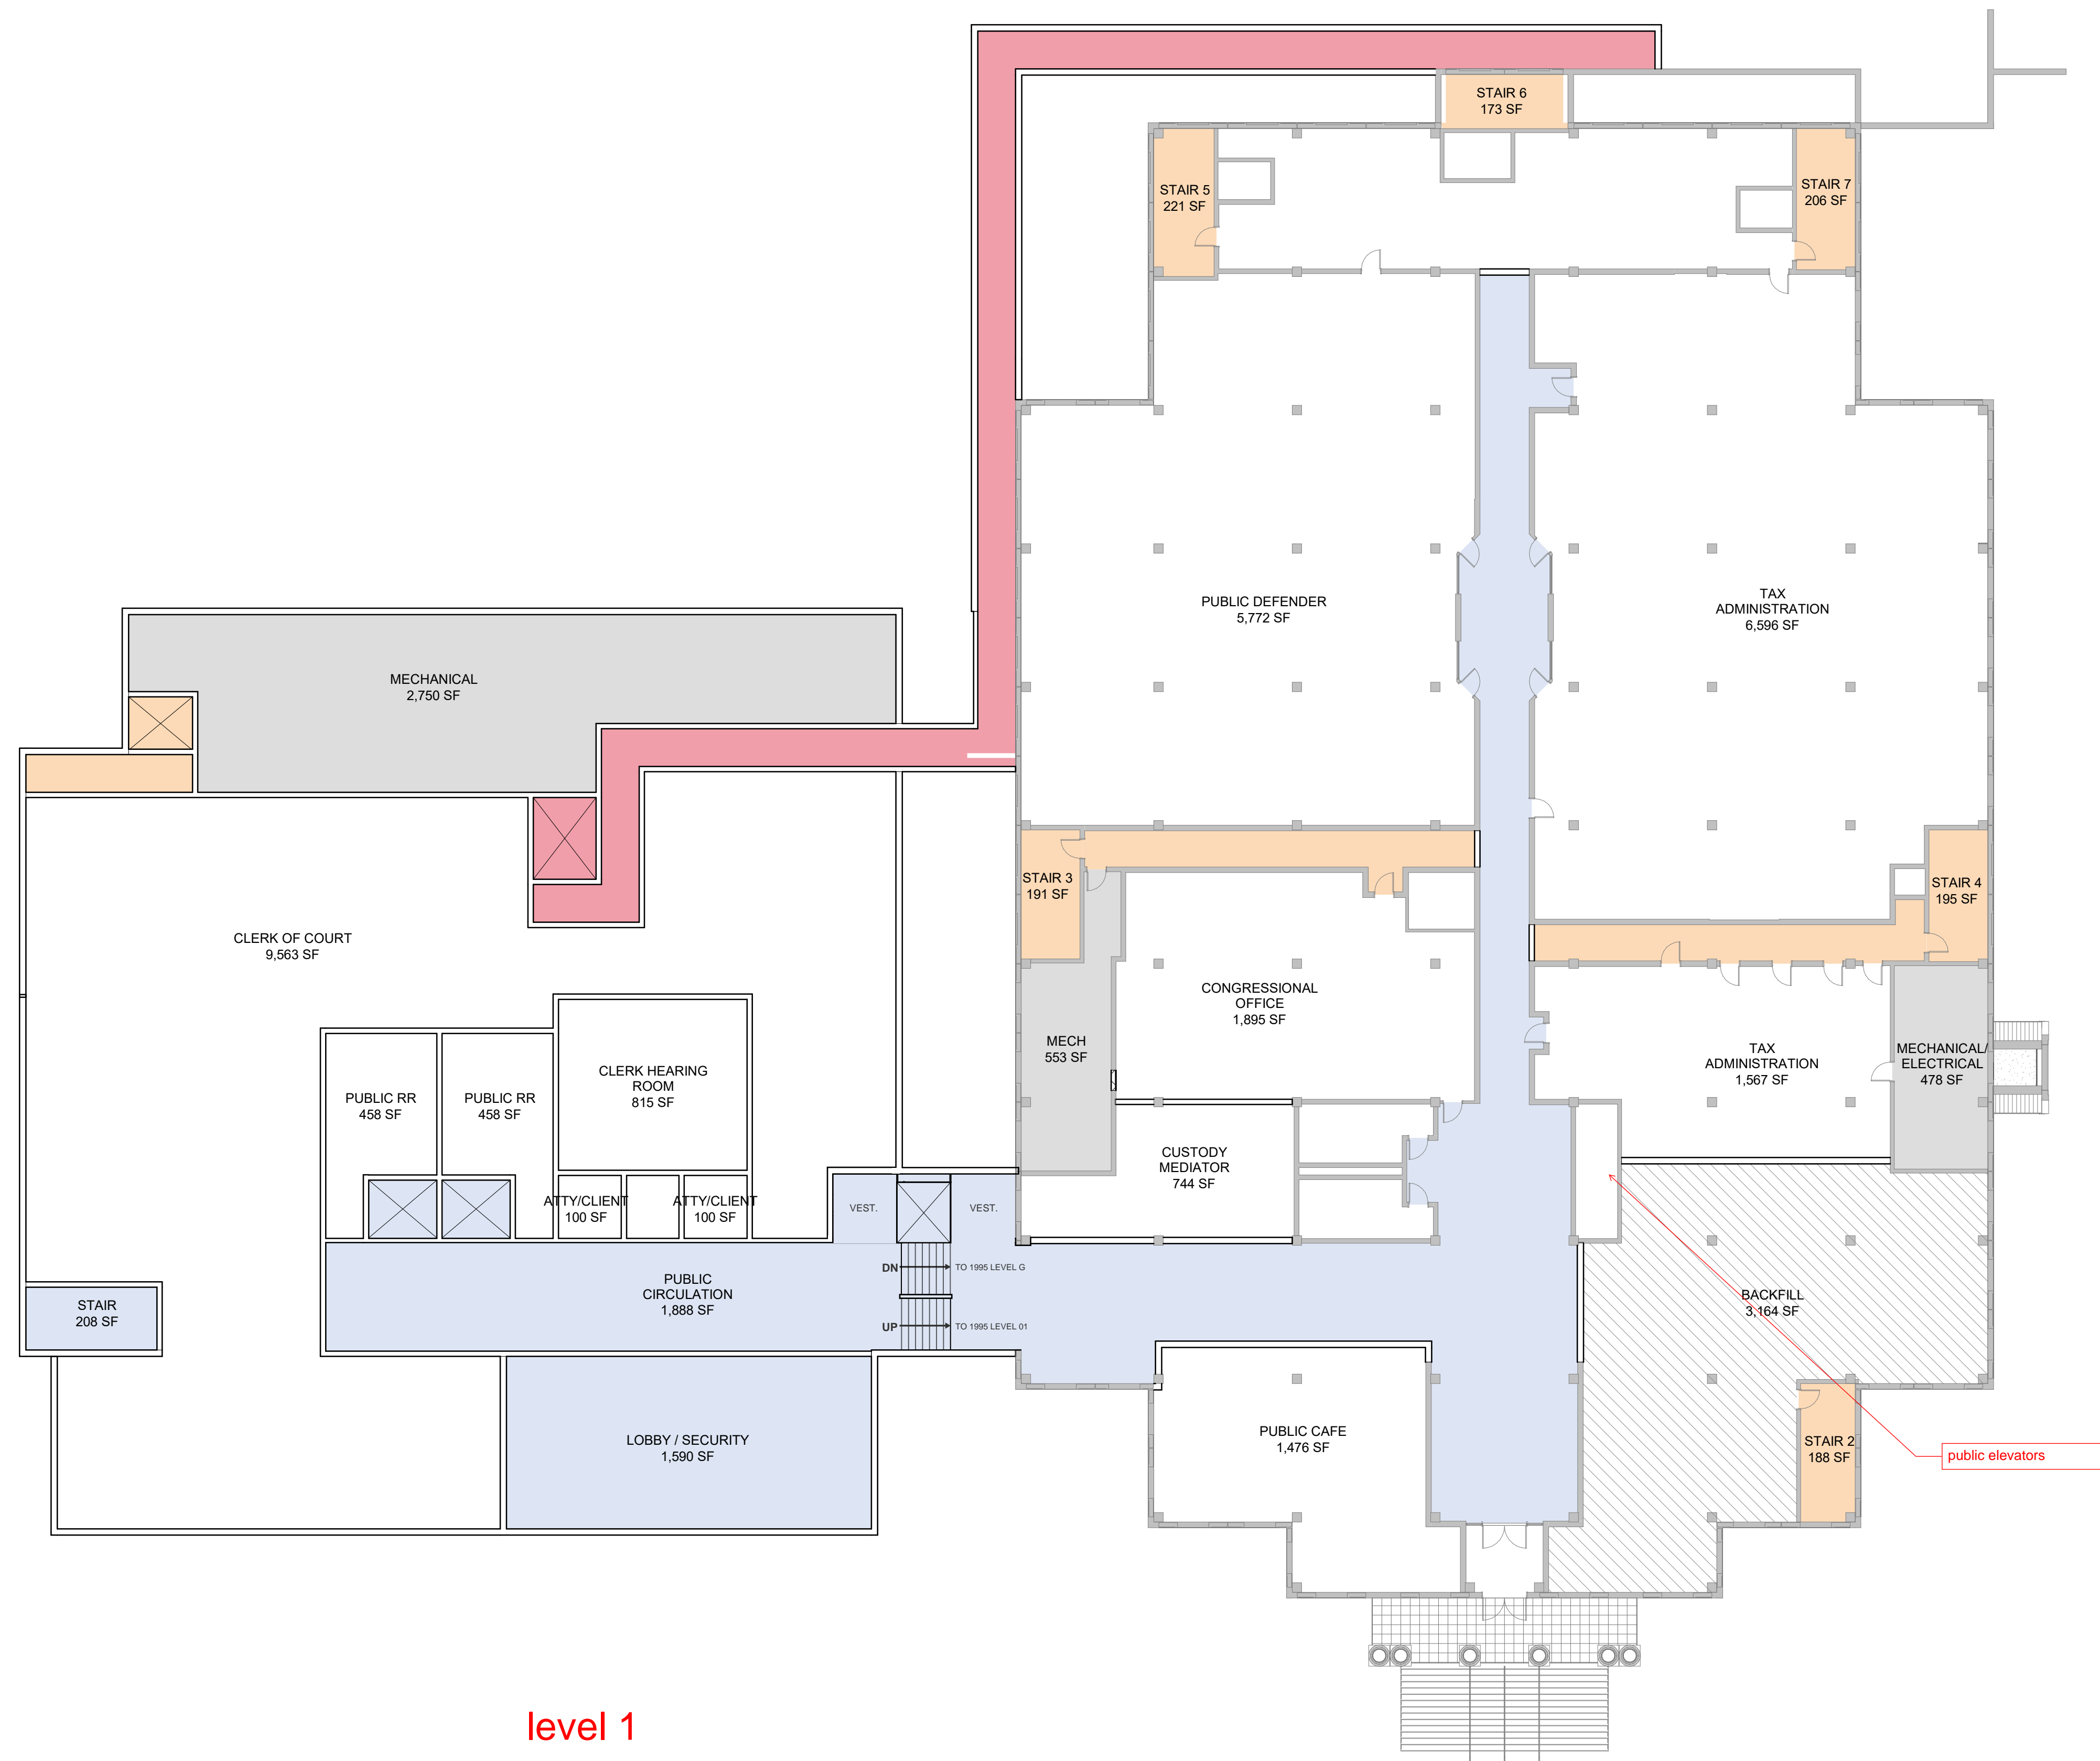 STAIR 6
173 SF
STAIR 5
221 SF
STAIR 7
206 SF
PUBLIC DEFENDER
5,772 SF
TAX
ADMINISTRATION
6,596 SF
MECHANICAL
2,750 SF
STAIR 3
191 SF
STAIR 4
195 SF
CLERK OF COURT
9,563 SF
CONGRESSIONAL
OFFICE
1,895 SF
MECH
553 SF
TAX
ADMINISTRATION
1,567 SF
MECHANICAL/
ELECTRICAL
478 SF
CLERK HEARING
ROOM
815 SF
PUBLIC RR
458 SF
PUBLIC RR
458 SF
CUSTODY
MEDIATOR
744 SF
ATTY/CLIENT
100 SF
ATTY/CLIENT
100 SF
VEST.
VEST.
DN
TO 1995 LEVEL G
PUBLIC
CIRCULATION
1,888 SF
UP
TO 1995 LEVEL 01
STAIR
208 SF
BACKFILL
3,164 SF
LOBBY / SECURITY
1,590 SF
PUBLIC CAFE
1,476 SF
STAIR 2
188 SF
public elevators
level 1